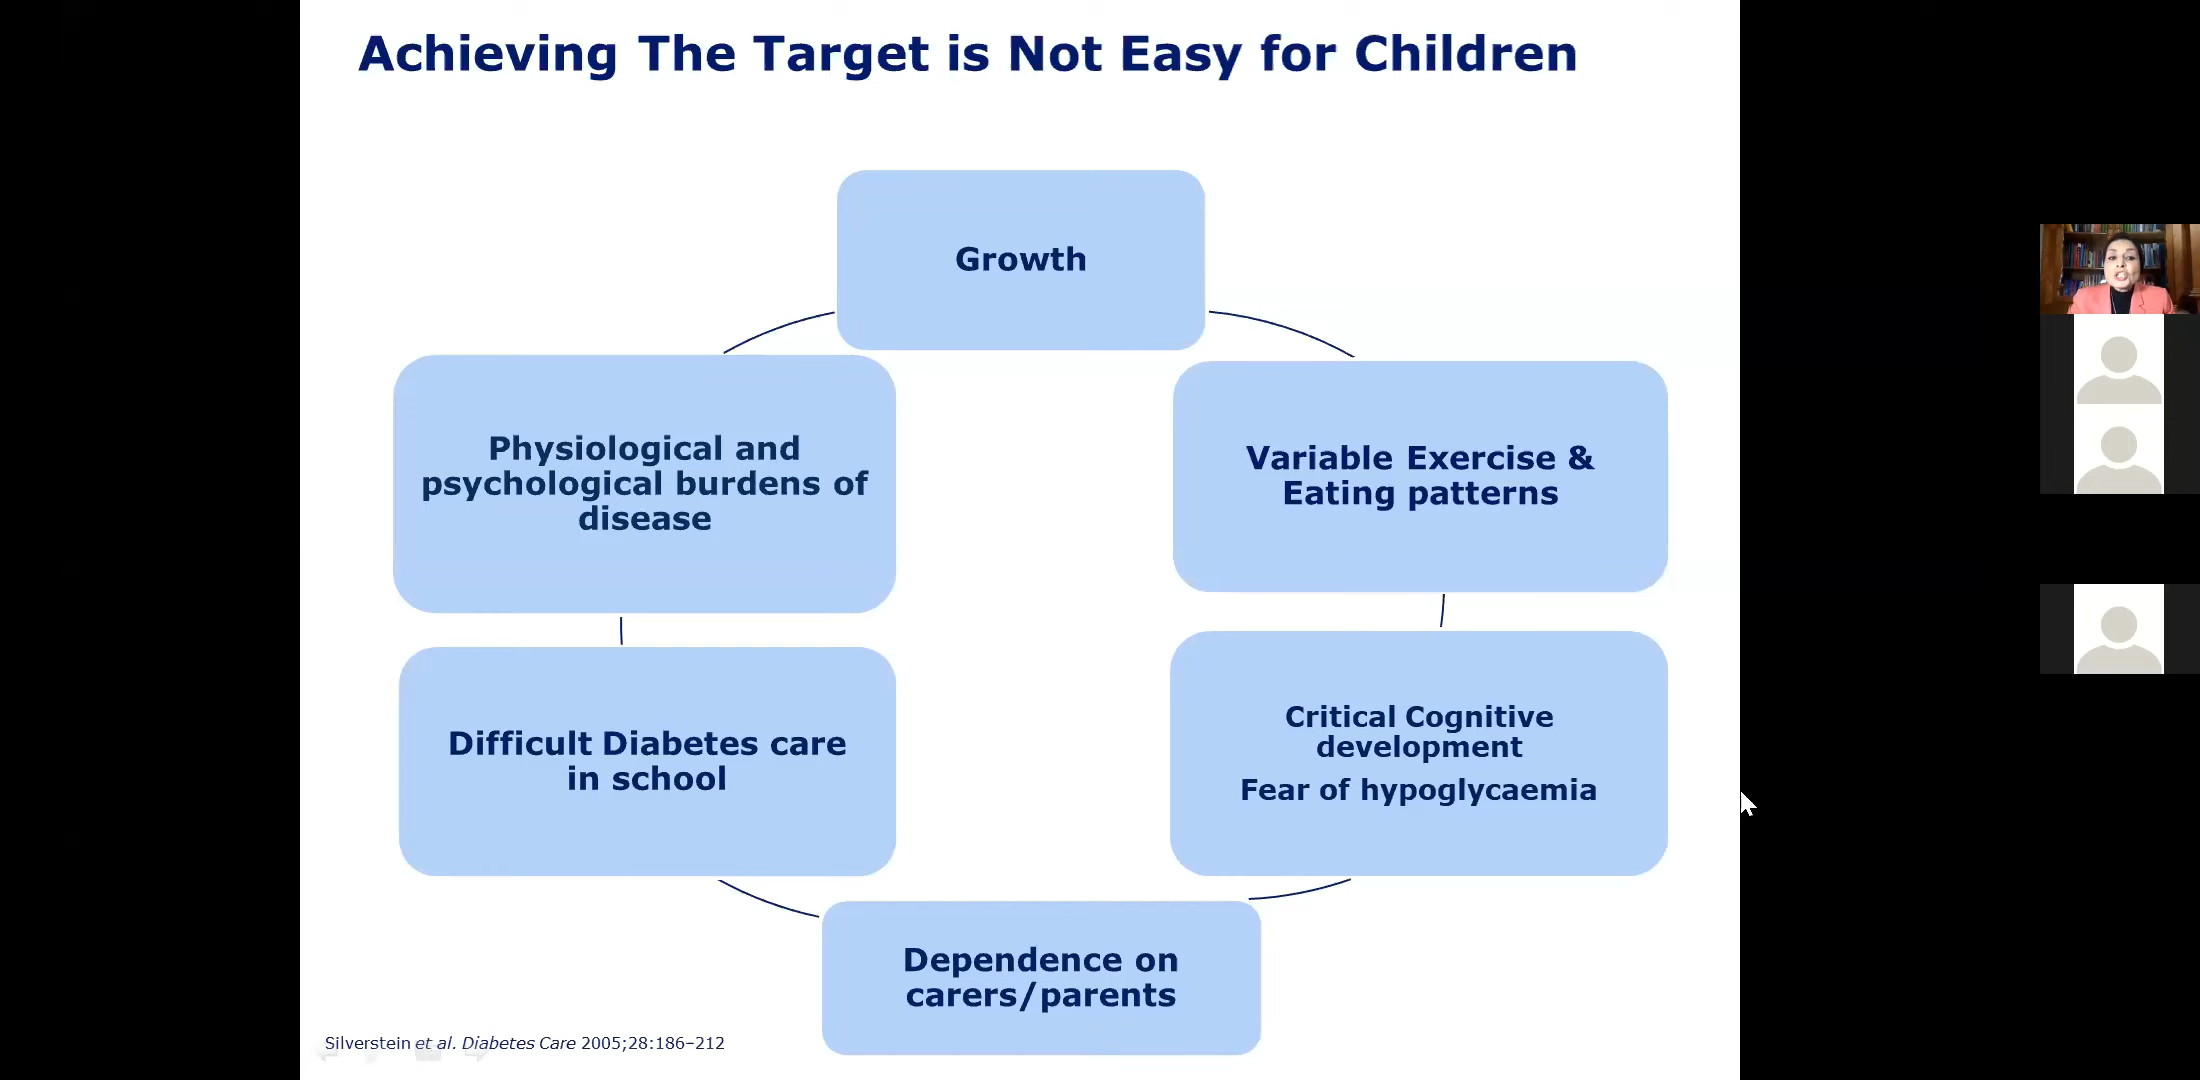 Achieving The Target is Not Easy for Children
Growth
Physiological and
psychological burdens of
disease
Variable Exercise &
Eating patterns
Difficult Diabetes care
in school
Critical Cognitive
development
Fear of hypoglycaemia
Dependence on
carers/parents
Silverstein et al. Diabetes Care 2005;28:186–212